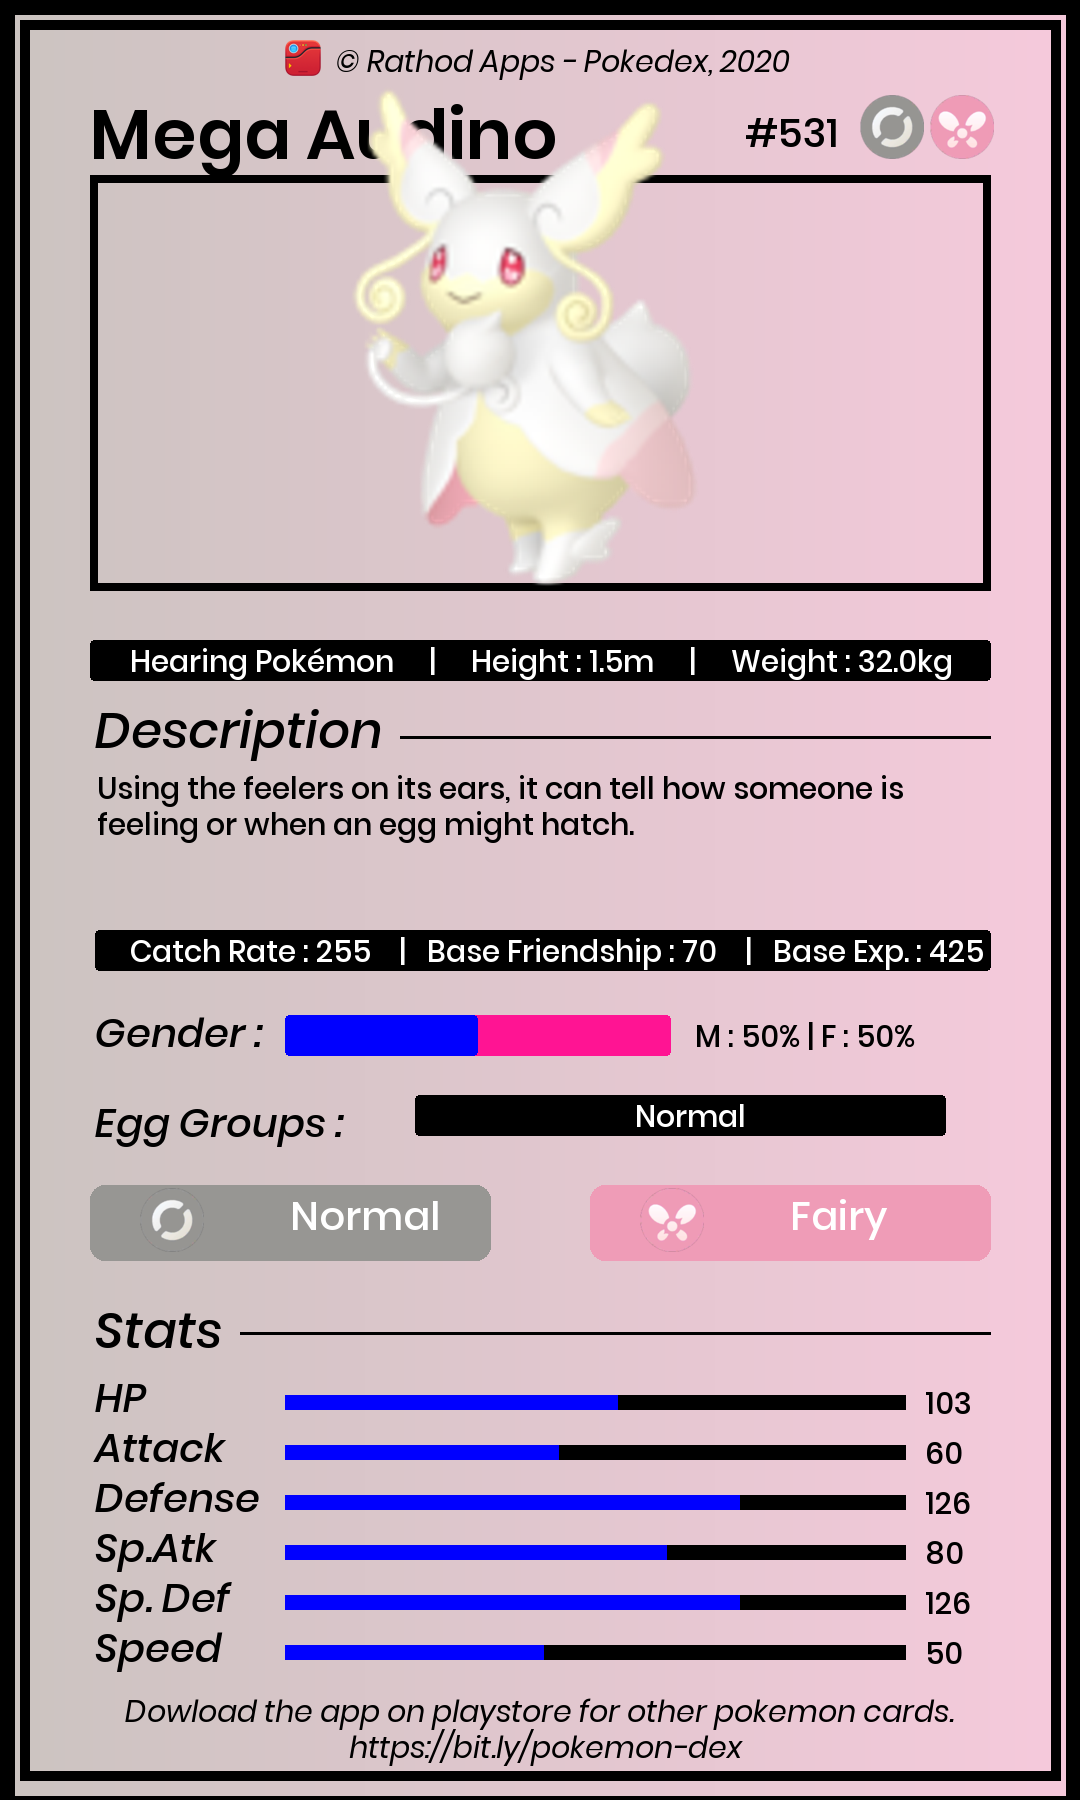 © Rathod Apps - Pokedex, 2020
Mega Audino #531
Hearing Pokémon | Height : 1.5m | Weight : 32.0kg
Description
Using the feelers on its ears, it can tell how someone is
feeling or when an egg might hatch.
Catch Rate : 255 | Base Friendship : 70 | Base Exp. : 425
Gender : M : 50% | F : 50%
Egg Groups : Normal
Normal Fairy
Stats
HP 103
Attack 60
Defense 126
Sp.Atk 80
Sp. Def 126
Speed 50
Dowload the app on playstore for other pokemon cards.
https://bit.ly/pokemon-dex